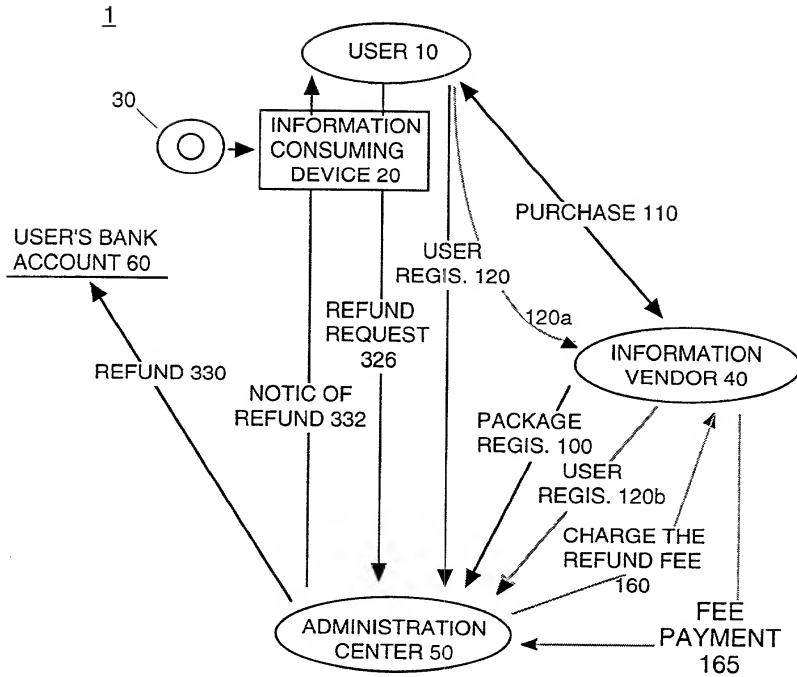 1
USER 10
30
INFORMATION
CONSUMING
DEVICE 20
PURCHASE 110
USER'S BANK
ACCOUNT 60
USER
REGIS. 120
120a
REFUND
REQUEST
326
INFORMATION
VENDOR 40
REFUND 330
NOTIC OF
REFUND 332
PACKAGE
REGIS. 100
USER
REGIS. 120b
CHARGE THE
REFUND FEE
160
ADMINISTRATION
CENTER 50
FEE
PAYMENT
165